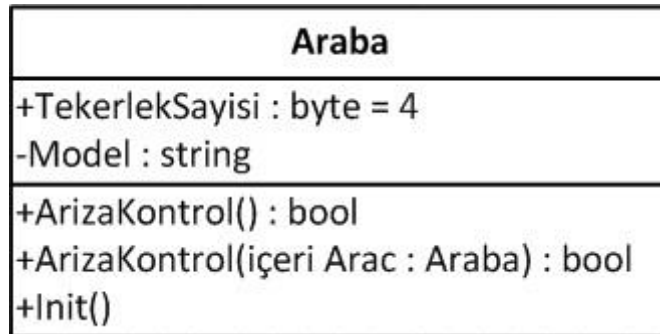 Araba
+TekerlekSayisi : byte = 4
-Model : string
+ArizaKontrol() : bool
+ArizaKontrol(içeri Arac : Araba) : bool
+Init()